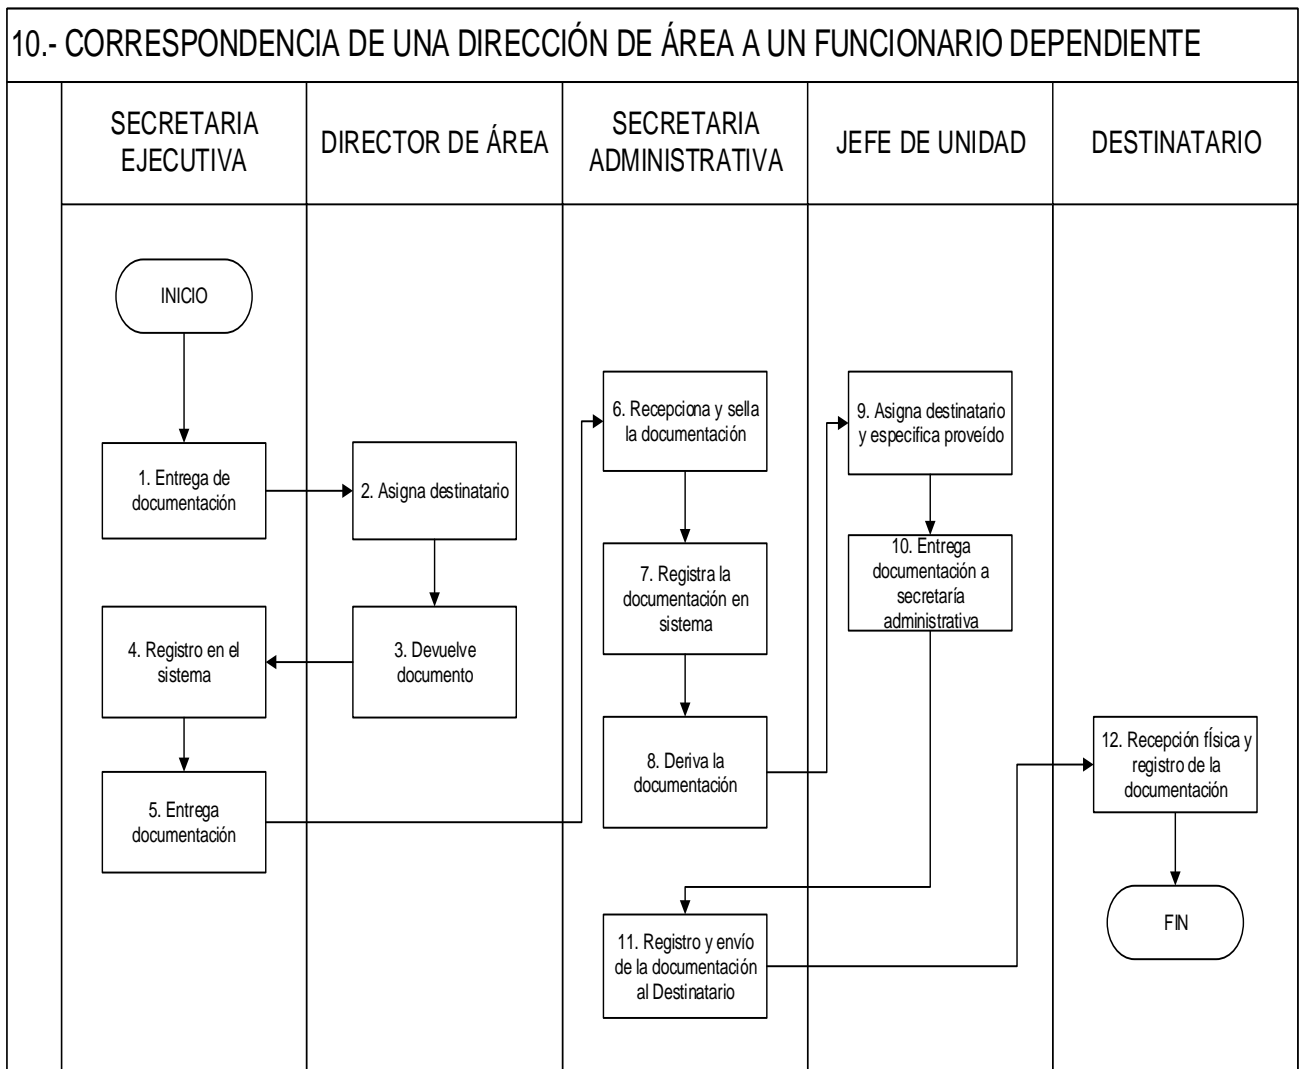 10.- CORRESPONDENCIA DE UNA DIRECCIÓN DE ÁREA A UN FUNCIONARIO DEPENDIENTE
SECRETARIA
EJECUTIVA
DIRECTOR DE ÁREA
SECRETARIA
ADMINISTRATIVA
JEFE DE UNIDAD
DESTINATARIO
INICIO
1. Entrega de
documentación
2. Asigna destinatario
3. Devuelve
documento
4. Registro en el
sistema
5. Entrega
documentación
6. Recepciona y sella
la documentación
7. Registra la
documentación en
sistema
8. Deriva la
documentación
9. Asigna destinatario
y especifica proveído
10. Entrega
documentación a
secretaría
administrativa
11. Registro y envío
de la documentación
al Destinatario
12. Recepción fÍsica y
registro de la
documentación
FIN